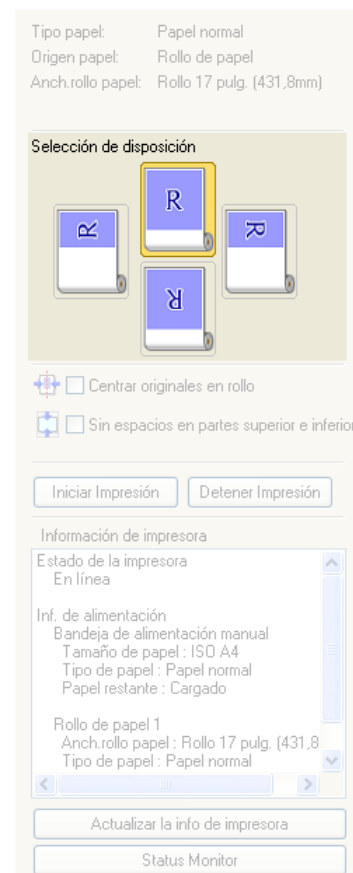 Tipo papel: Papel normal
Origen papel: Rollo de papel
Anch.rollo papel: Rollo 17 pulg. (431,8mm)
Selección de disposición
R
R
R
R
Centrar originales en rollo
Sin espacios en partes superior e inferior
Iniciar Impresión Detener Impresión
Información de impresora
Estado de la impresora
En línea
Inf. de alimentación
Bandeja de alimentación manual
Tamaño de papel : ISO A4
Tipo de papel : Papel normal
Papel restante : Cargado
Rollo de papel 1
Anch.rollo papel : Rollo 17 pulg. (431,8
Tipo de papel : Papel normal
Actualizar la info de impresora
Status Monitor